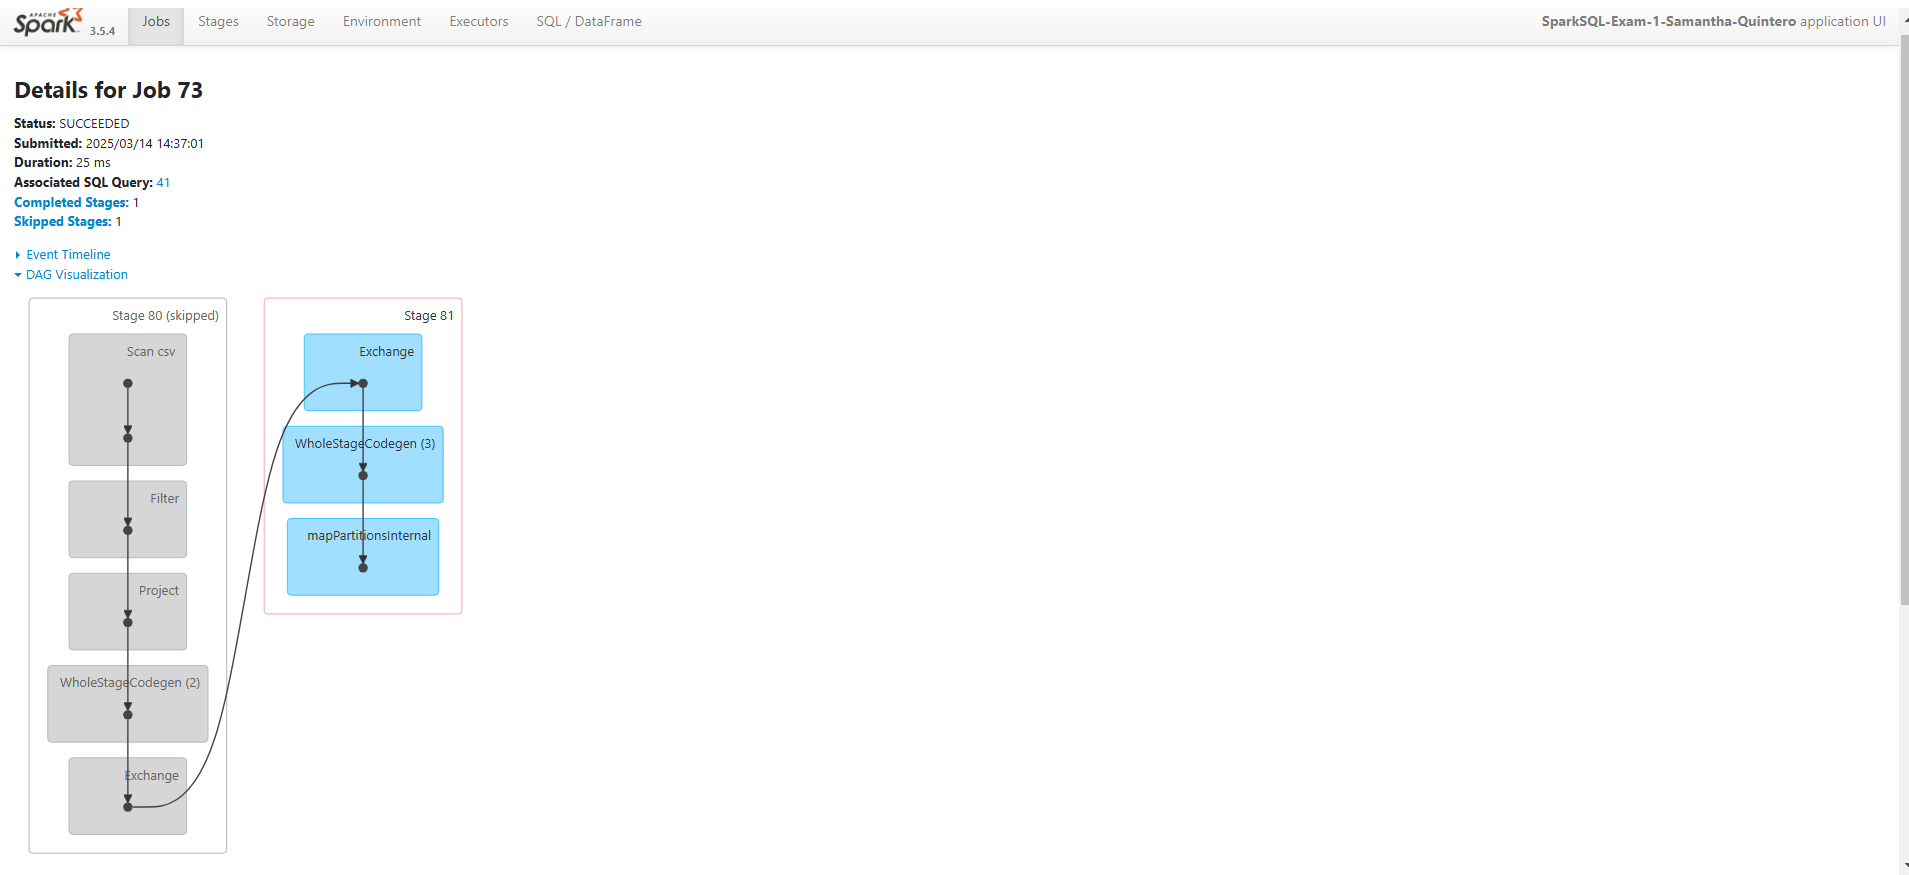 APACHE
Spark 3.5.4 Jobs Stages Storage Environment Executors SQL / DataFrame SparkSQL-Exam-1-Samantha-Quintero application UI
Details for Job 73
Status: SUCCEEDED
Submitted: 2025/03/14 14:37:01
Duration: 25 ms
Associated SQL Query: 41
Completed Stages: 1
Skipped Stages: 1
Event Timeline
DAG Visualization
Stage 80 (skipped)
Scan csv
Filter
Project
WholeStageCodegen (2)
Exchange
Stage 81
Exchange
WholeStageCodegen (3)
mapPartitionsInternal